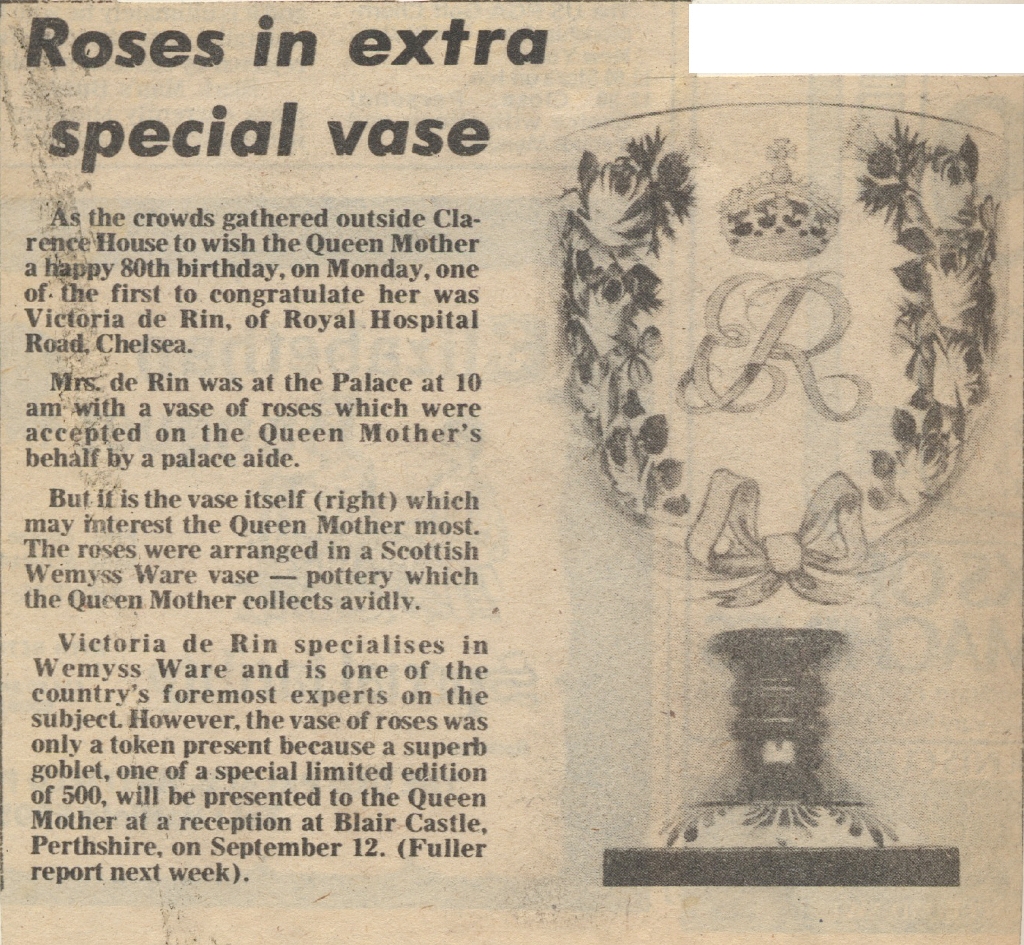 Roses in extra
special vase
As the crowds gathered outside Cla-
rence House to wish the Queen Mother
a happy 80th birthday, on Monday, one
of the first to congratulate her was
Victoria de Rin, of Royal Hospital
Road, Chelsea.
Mrs. de Rin was at the Palace at 10
am with a vase of roses which were
accepted on the Queen Mother's
behalf by a palace aide.
But it is the vase itself (right) which
may interest the Queen Mother most.
The roses were arranged in a Scottish
Wemyss Ware vase — pottery which
the Queen Mother collects avidly.
Victoria de Rin specialises in
Wemyss Ware and is one of the
country's foremost experts on the
subject. However, the vase of roses was
only a token present because a superb
goblet, one of a special limited edition
of 500, will be presented to the Queen
Mother at a reception at Blair Castle,
Perthshire, on September 12. (Fuller
report next week).
ER